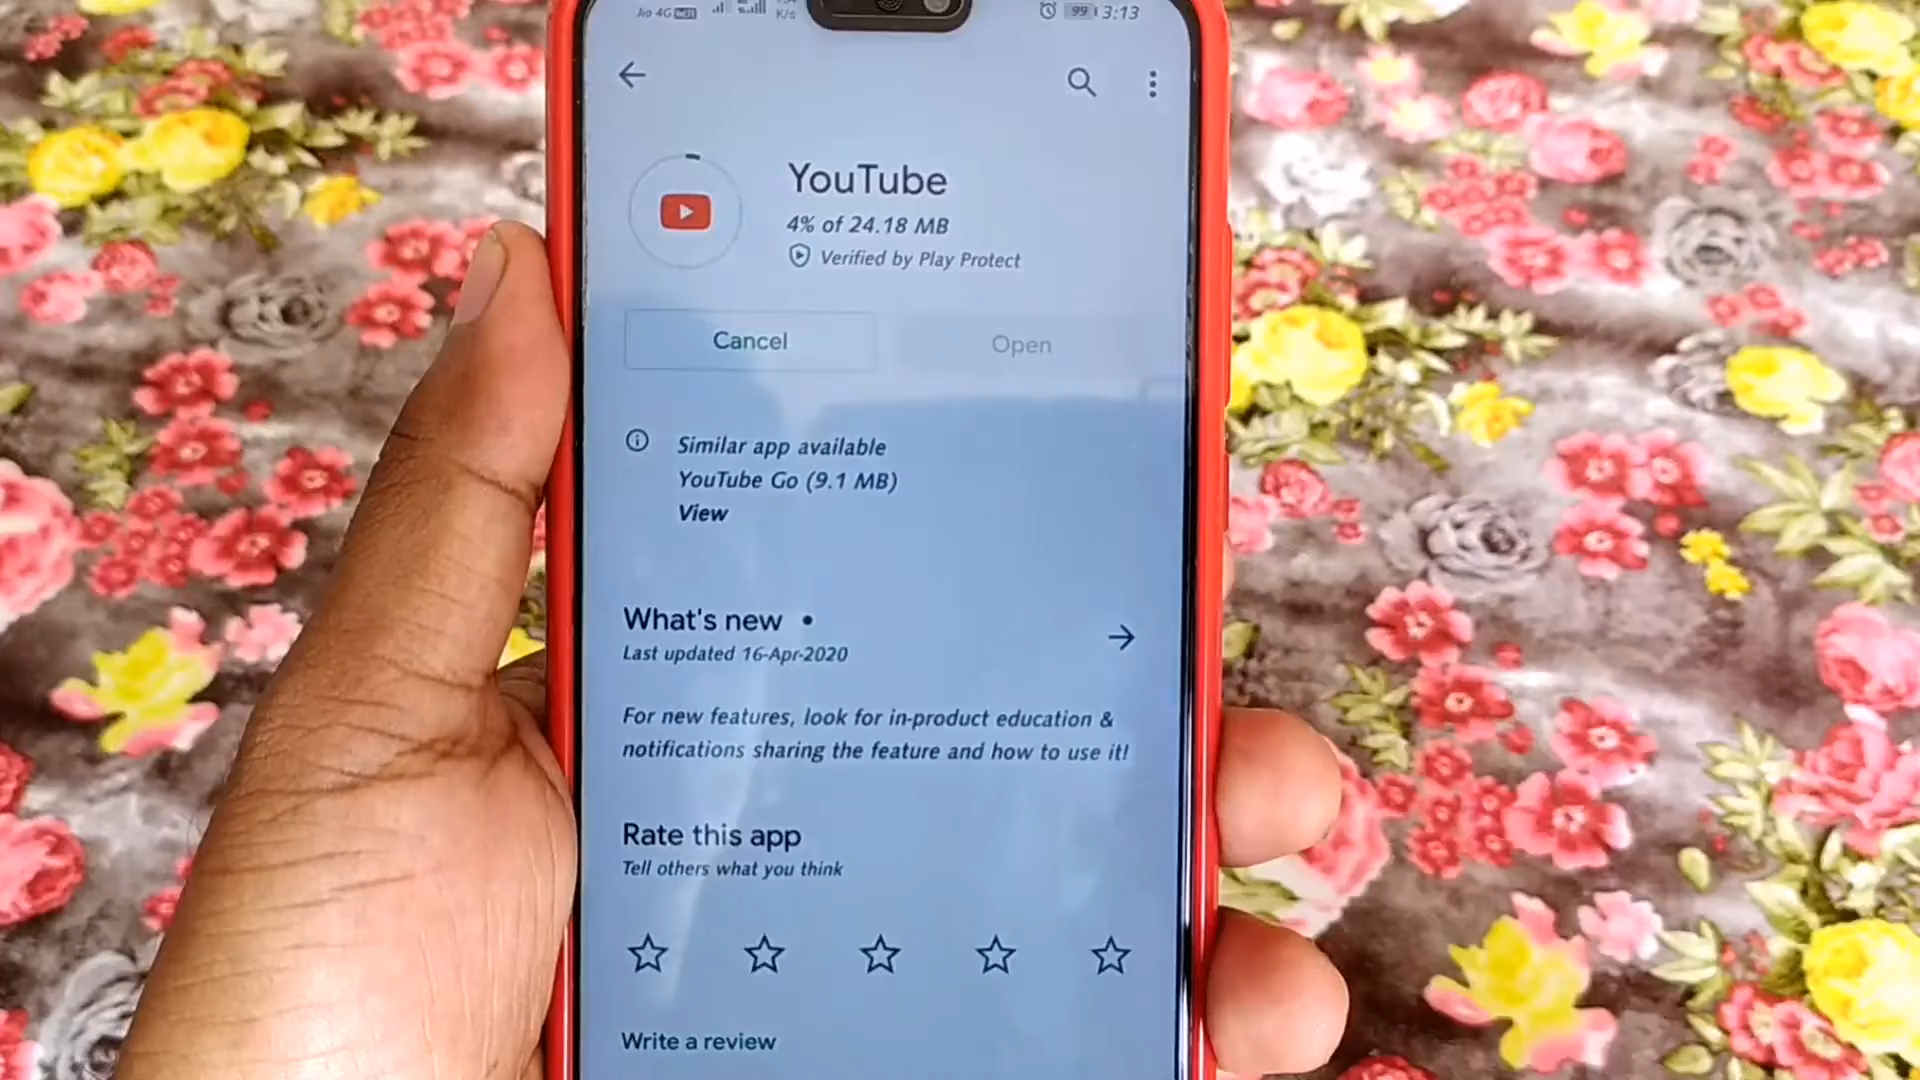 Jio 4G VoLTE K/s 99 3:13
YouTube
4% of 24.18 MB
Verified by Play Protect
Cancel Open
Similar app available
YouTube Go (9.1 MB)
View
What's new •
Last updated 16-Apr-2020
For new features, look for in-product education &
notifications sharing the feature and how to use it!
Rate this app
Tell others what you think
Write a review